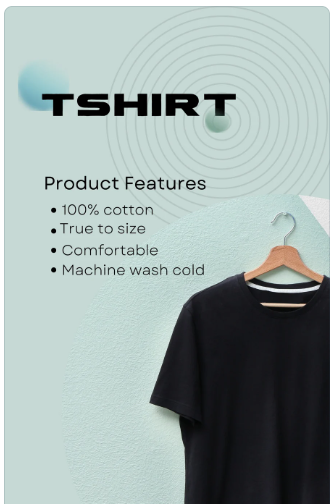 TSHIRT
Product Features
• 100% cotton
• True to size
• Comfortable
• Machine wash cold